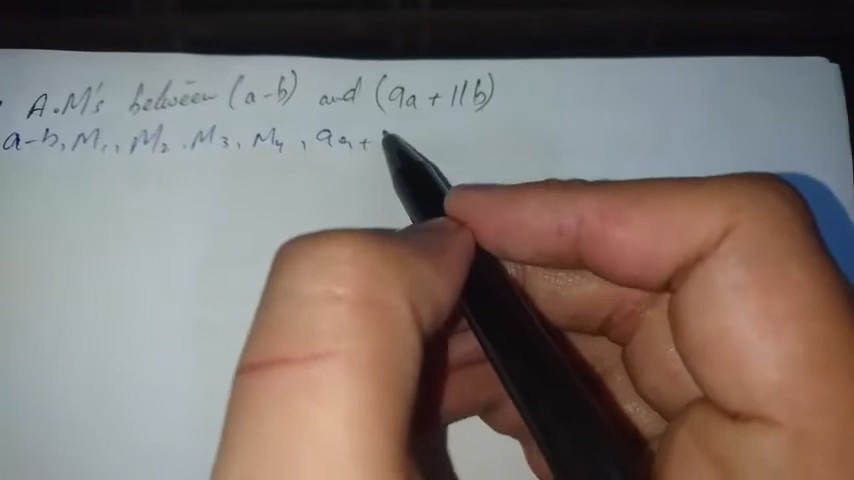 A.M's between (a-b) and (9a+11b)
a-b, M₁, M₂, M₃, M₄, 9a+